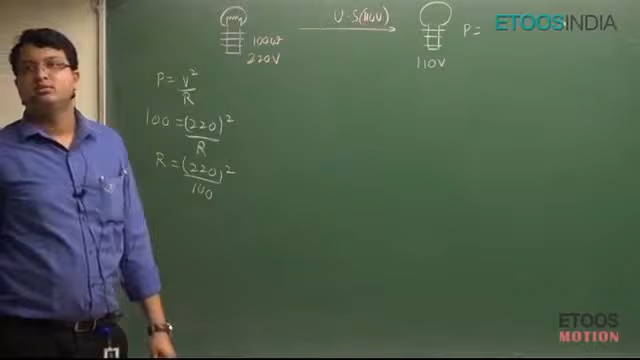 U·S(110V)
100W
220V
110V
P=
P = V²/R
100 = (220)²/R
R = (220)²/100
ETOOSINDIA
ETOOS
MOTION